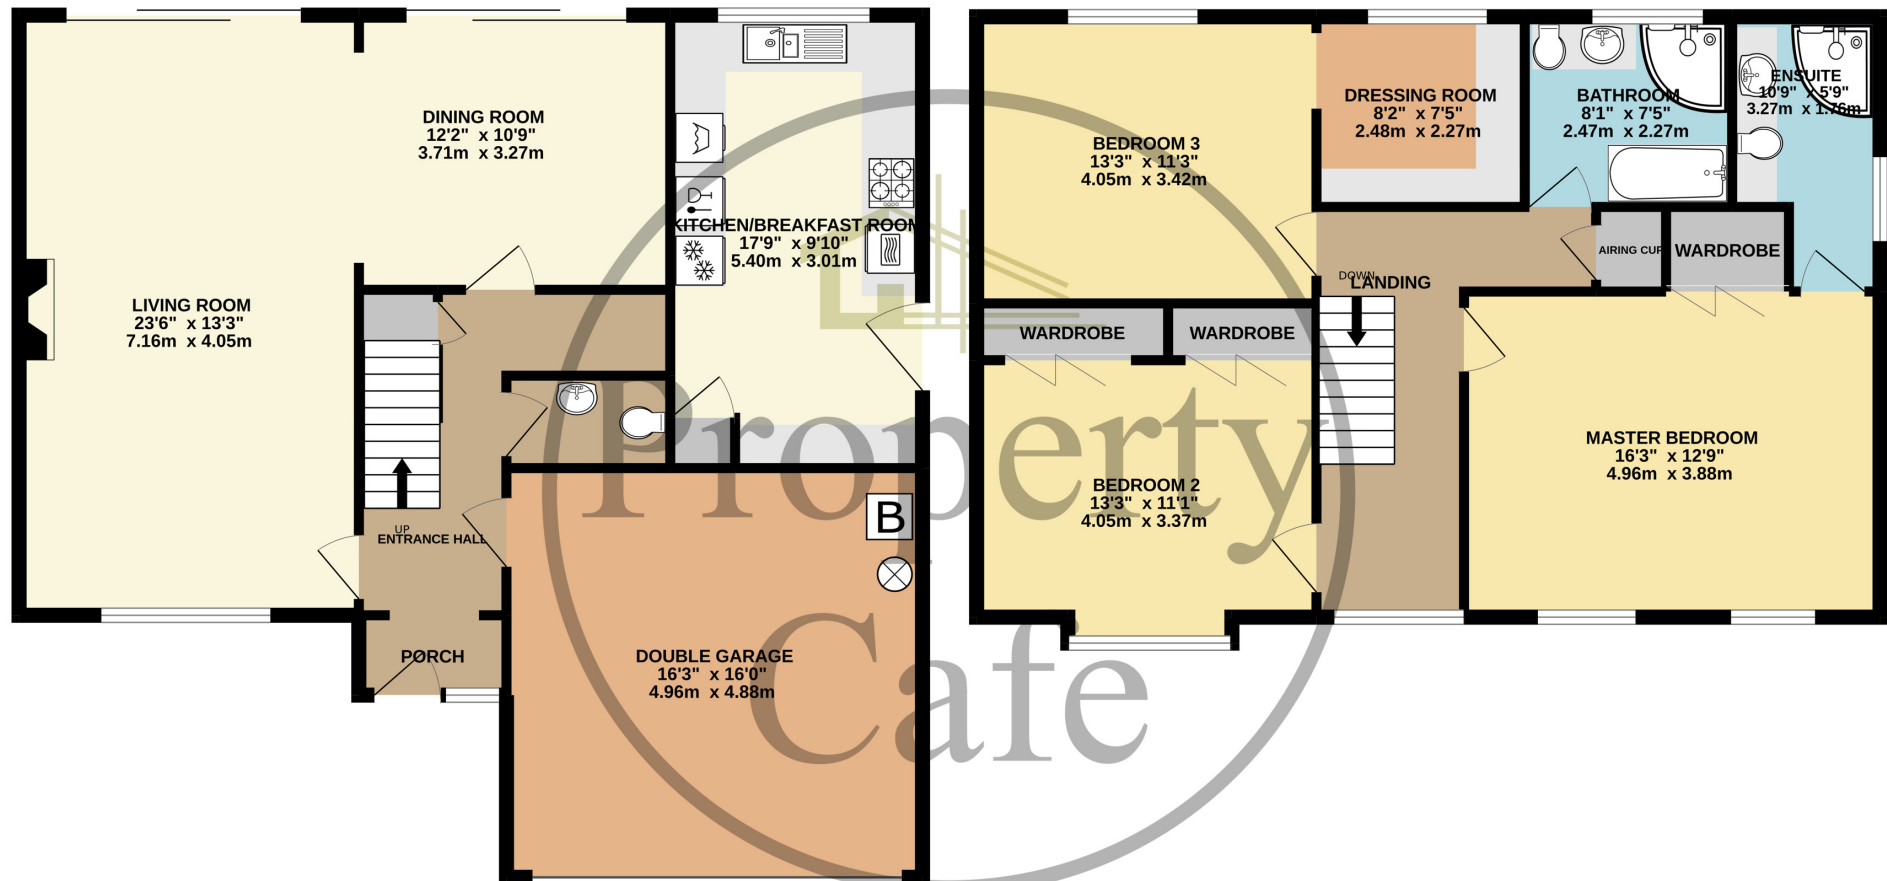 LIVING ROOM
23'6" x 13'3"
7.16m x 4.05m
DINING ROOM
12'2" x 10'9"
3.71m x 3.27m
KITCHEN/BREAKFAST ROOM
17'9" x 9'10"
5.40m x 3.01m
UP
ENTRANCE HALL
PORCH
B
DOUBLE GARAGE
16'3" x 16'0"
4.96m x 4.88m
BEDROOM 3
13'3" x 11'3"
4.05m x 3.42m
DRESSING ROOM
8'2" x 7'5"
2.48m x 2.27m
BATHROOM
8'1" x 7'5"
2.47m x 2.27m
ENSUITE
10'9" x 5'9"
3.27m x 1.76m
AIRING CUP
WARDROBE
DOWN
LANDING
WARDROBE
WARDROBE
BEDROOM 2
13'3" x 11'1"
4.05m x 3.37m
MASTER BEDROOM
16'3" x 12'9"
4.96m x 3.88m
Property
Cafe